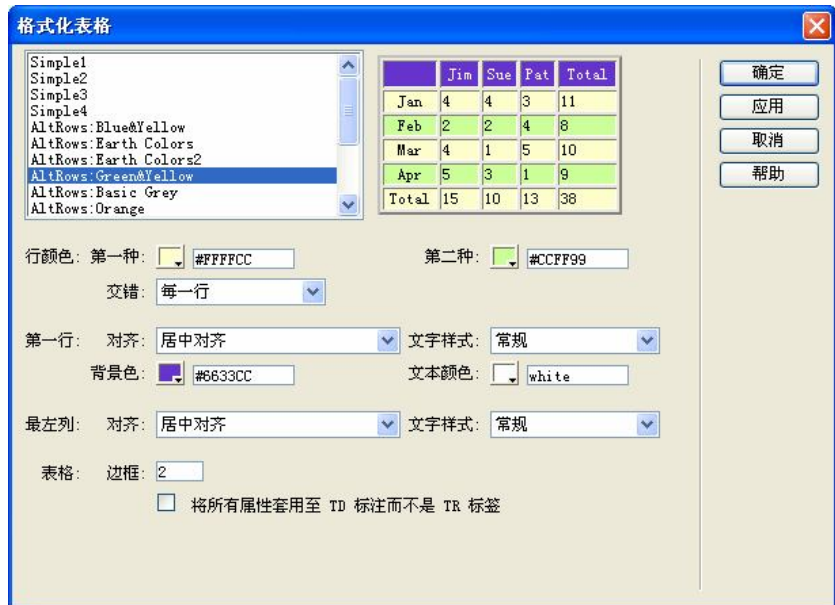 格式化表格
Simple1
Simple2
Simple3
Simple4
AltRows:Blue&Yellow
AltRows:Earth Colors
AltRows:Earth Colors2
AltRows:Green&Yellow
AltRows:Basic Grey
AltRows:Orange
Jim Sue Pat Total
Jan 4 4 3 11
Feb 2 2 4 8
Mar 4 1 5 10
Apr 5 3 1 9
Total 15 10 13 38
确定
应用
取消
帮助
行颜色: 第一种: #FFFFCC 第二种: #CCFF99
交错: 每一行
第一行: 对齐: 居中对齐 文字样式: 常规
背景色: #6633CC 文本颜色: white
最左列: 对齐: 居中对齐 文字样式: 常规
表格: 边框: 2
将所有属性套用至 TD 标注而不是 TR 标签